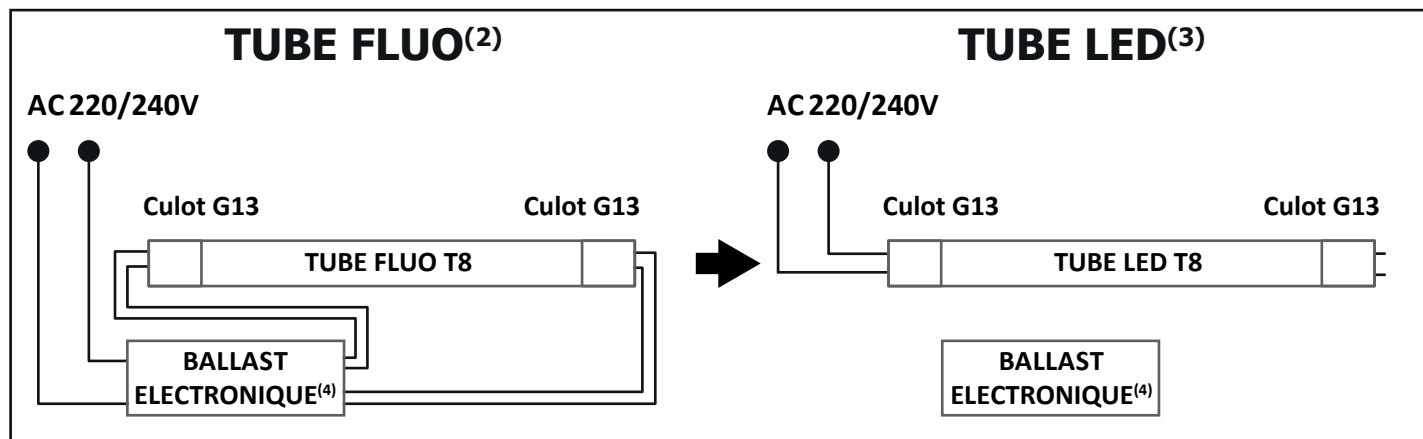 TUBE FLUO(2)
AC 220/240V
Culot G13
Culot G13
TUBE FLUO T8
BALLAST
ELECTRONIQUE(4)
TUBE LED(3)
AC 220/240V
Culot G13
Culot G13
TUBE LED T8
BALLAST
ELECTRONIQUE(4)